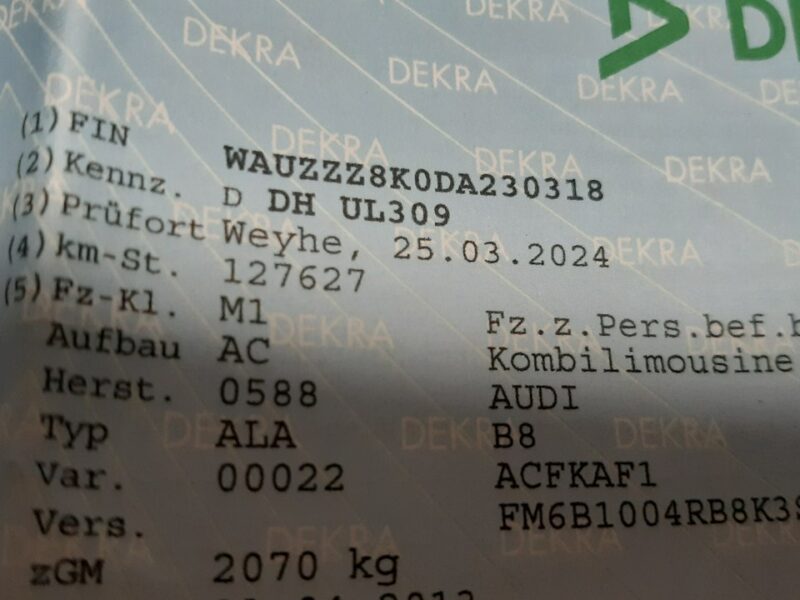 (1) FIN WAUZZZ8K0DA230318
(2) Kennz. D DH UL309
(3) Prüfort Weyhe, 25.03.2024
(4) km-St. 127627
(5) Fz-Kl. M1 Fz.z.Pers.bef.b
Aufbau AC Kombilimousine
Herst. 0588 AUDI
Typ ALA B8
Var. 00022 ACFKAF1
Vers. FM6B1004RB8K3S
zGM 2070 kg
DEKRA